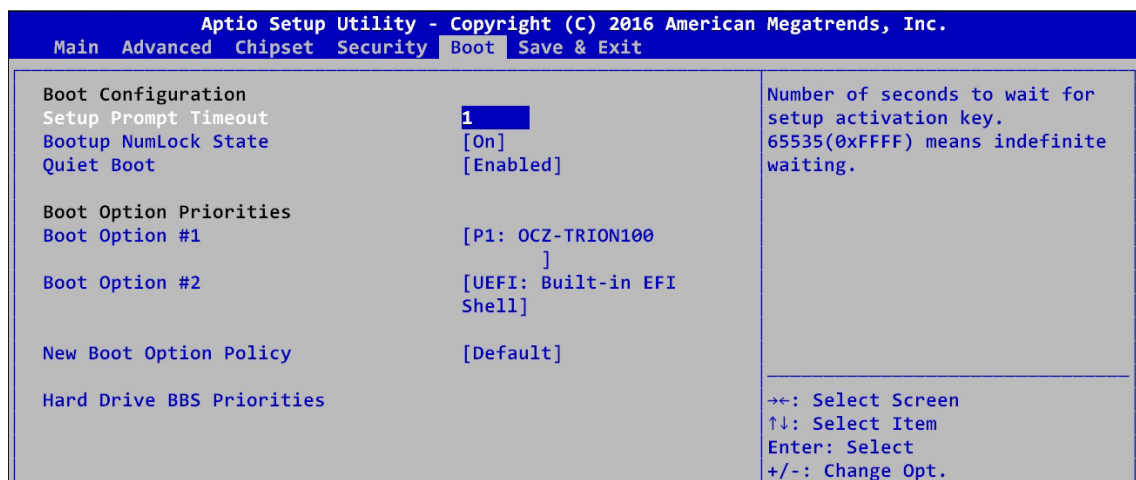 Aptio Setup Utility - Copyright (C) 2016 American Megatrends, Inc.
Main Advanced Chipset Security Boot Save & Exit
Boot Configuration
Setup Prompt Timeout 1
Bootup NumLock State [On]
Quiet Boot [Enabled]
Boot Option Priorities
Boot Option #1 [P1: OCZ-TRION100
]
Boot Option #2 [UEFI: Built-in EFI
Shell]
New Boot Option Policy [Default]
Hard Drive BBS Priorities
Number of seconds to wait for
setup activation key.
65535(0xFFFF) means indefinite
waiting.
→←: Select Screen
↑↓: Select Item
Enter: Select
+/-: Change Opt.